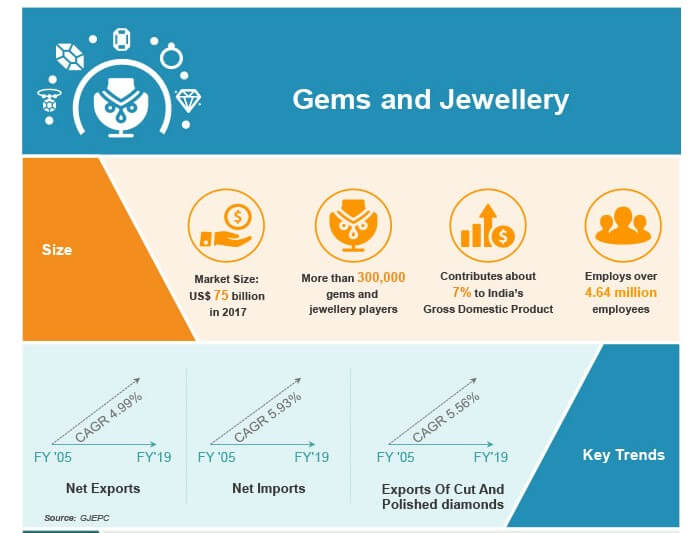 Gems and Jewellery
Size
$
$
Market Size:
US$ 75 billion
in 2017
More than 300,000
gems and
jewellery players
Contributes about
7% to India's
Gross Domestic Product
Employs over
4.64 million
employees
CAGR 4.99%
FY '05 FY'19
Net Exports
CAGR 5.93%
FY '05 FY'19
Net Imports
CAGR 5.56%
FY '05 FY'19
Exports Of Cut And
Polished diamonds
Key Trends
Source: GJEPC